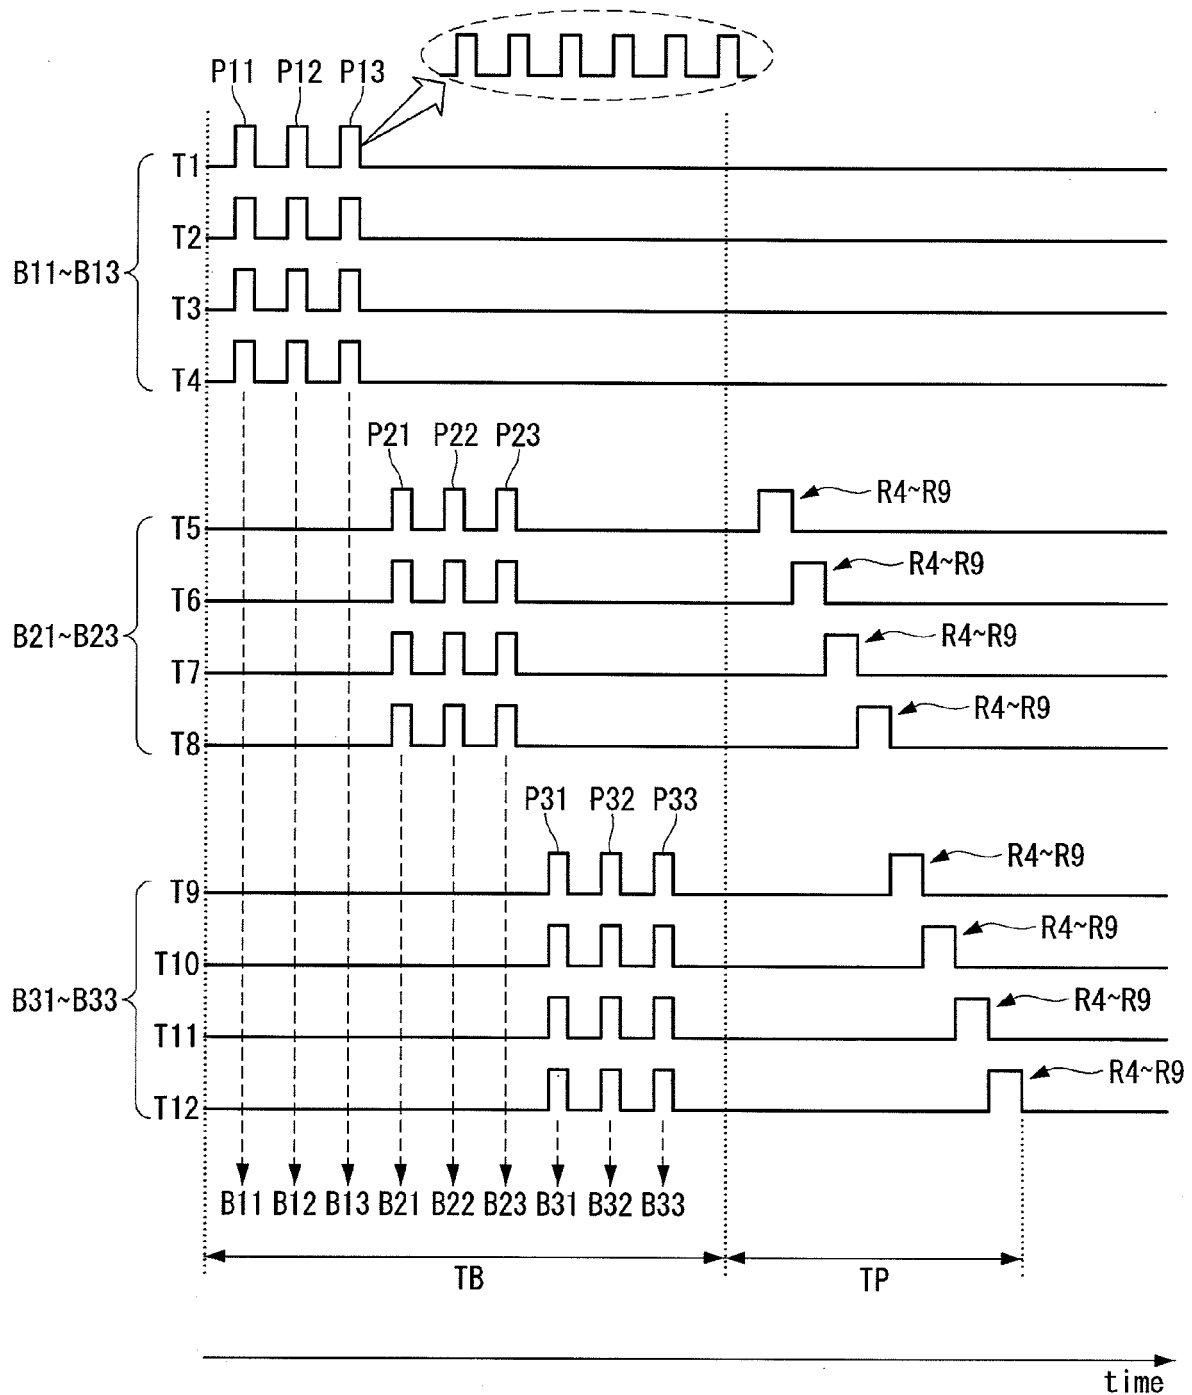 P11 P12 P13
T1
T2
B11~B13
T3
T4
P21 P22 P23
T5
R4~R9
T6
R4~R9
B21~B23
T7
R4~R9
T8
R4~R9
P31 P32 P33
T9
R4~R9
T10
R4~R9
B31~B33
T11
R4~R9
T12
R4~R9
B11 B12 B13 B21 B22 B23 B31 B32 B33
TB TP
time